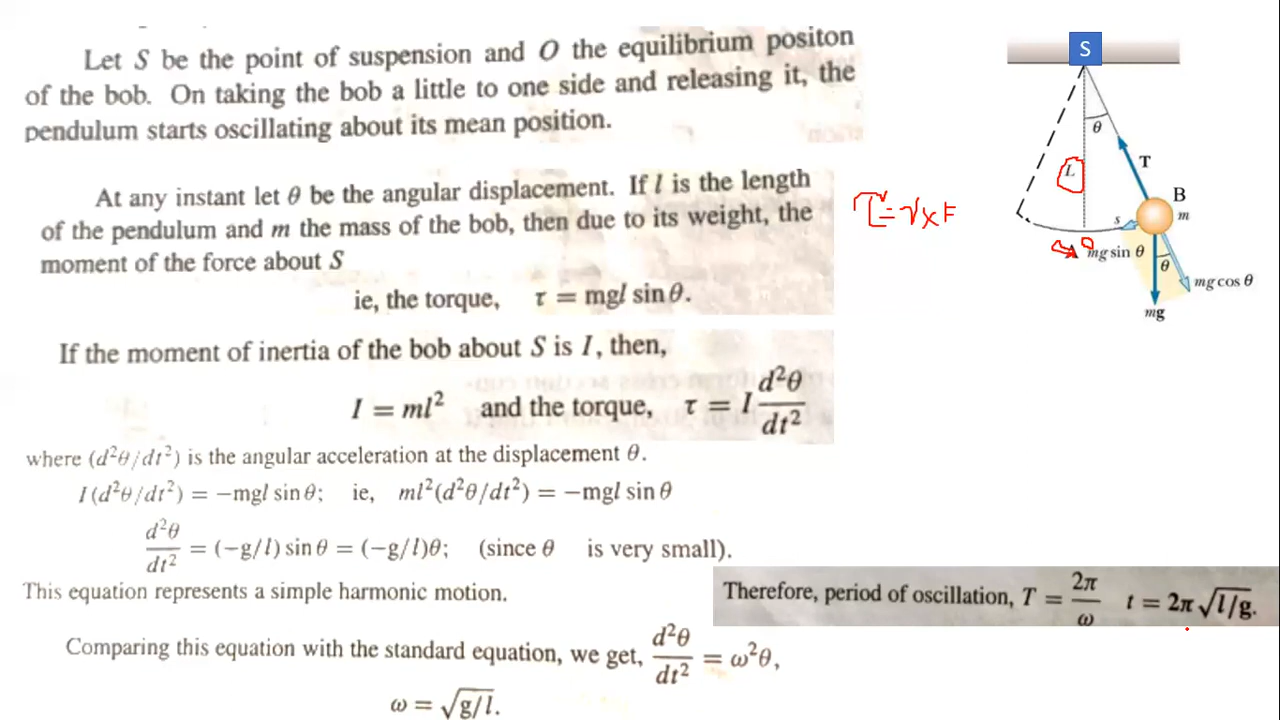 Let S be the point of suspension and O the equilibrium positon
of the bob. On taking the bob a little to one side and releasing it, the
pendulum starts oscillating about its mean position.
At any instant let θ be the angular displacement. If l is the length
of the pendulum and m the mass of the bob, then due to its weight, the
moment of the force about S
ie, the torque, τ = mgl sin θ.
If the moment of inertia of the bob about S is I, then,
I = ml² and the torque, τ = I d²θ/dt²
where (d²θ/dt²) is the angular acceleration at the displacement θ.
I(d²θ/dt²) = −mgl sin θ; ie, ml²(d²θ/dt²) = −mgl sin θ
d²θ/dt² = (−g/l) sin θ = (−g/l)θ; (since θ is very small).
This equation represents a simple harmonic motion.
Comparing this equation with the standard equation, we get, d²θ/dt² = ω²θ,
ω = √g/l.
Therefore, period of oscillation, T = 2π/ω t = 2π √l/g.
τ = r × F
S
θ
L
T
B
m
s
O
mg sin θ
θ
mg cos θ
mg